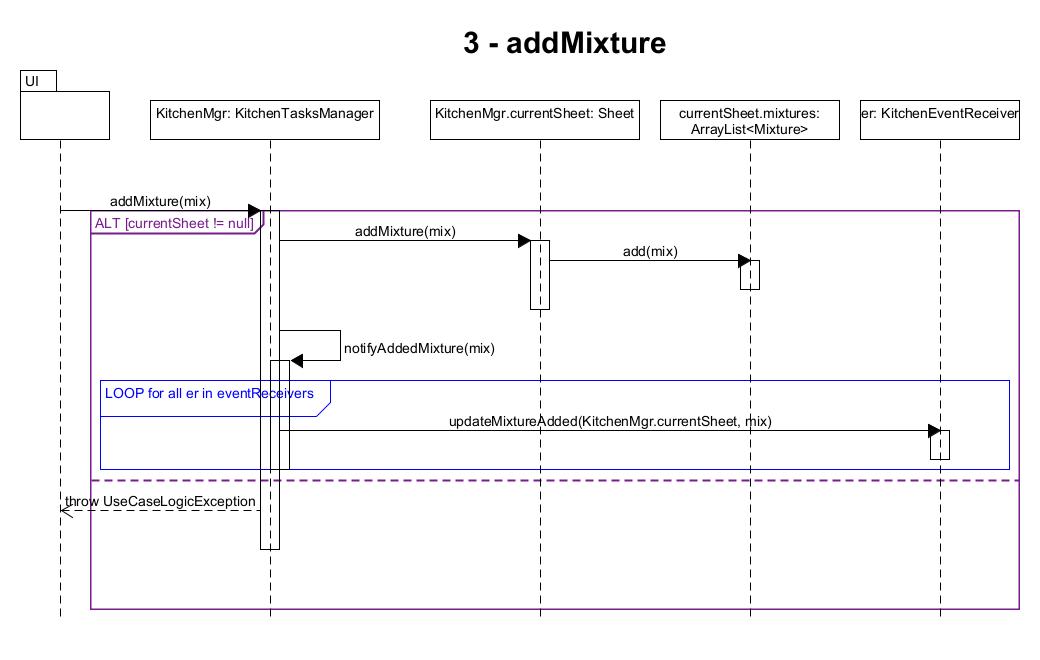 3 - addMixture
UI
KitchenMgr: KitchenTasksManager
KitchenMgr.currentSheet: Sheet
currentSheet.mixtures:
ArrayList<Mixture>
er: KitchenEventReceiver
addMixture(mix)
ALT [currentSheet != null]
addMixture(mix)
add(mix)
notifyAddedMixture(mix)
LOOP for all er in eventReceivers
updateMixtureAdded(KitchenMgr.currentSheet, mix)
throw UseCaseLogicException